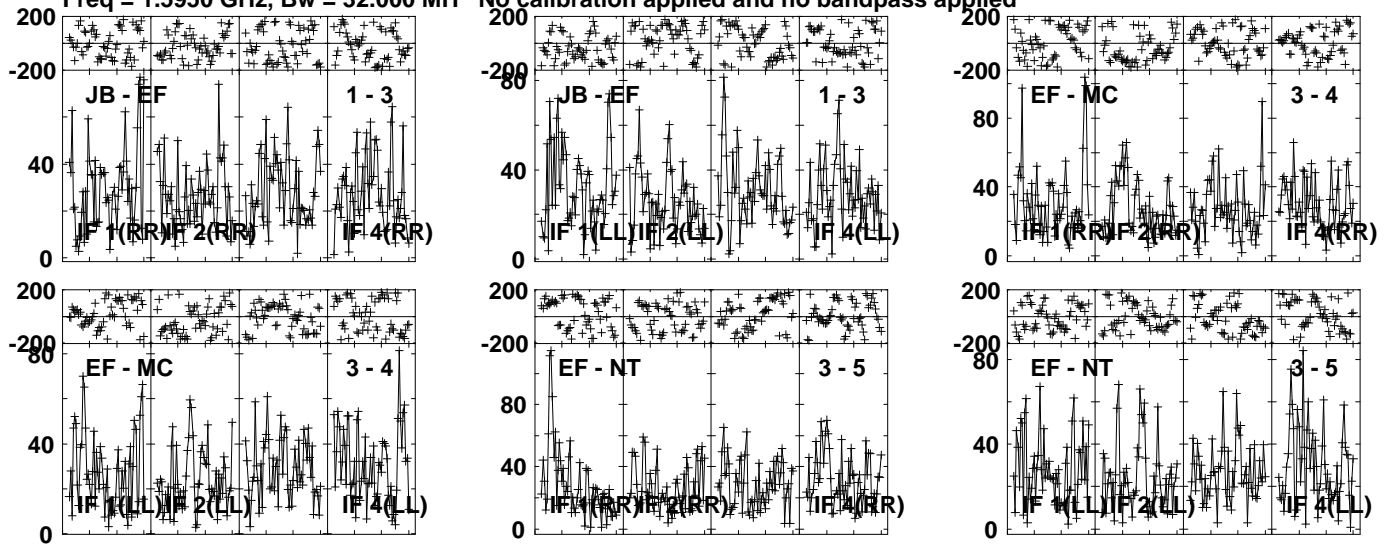 Freq = 1.5950 GHz, Bw = 32.000 MH No calibration applied and no bandpass applied
200
-200
JB - EF 1 - 3
40
IF 1(RR) IF 2(RR) IF 4(RR)
0
200
-200
80
JB - EF 1 - 3
40
IF 1(LL) IF 2(LL) IF 4(LL)
0
200
-200
EF - MC 3 - 4
80
40
IF 1(RR) IF 2(RR) IF 4(RR)
0
200
-200
80
EF - MC 3 - 4
40
IF 1(LL) IF 2(LL) IF 4(LL)
0
200
-200
EF - NT 3 - 5
80
40
IF 1(RR) IF 2(RR) IF 4(RR)
0
200
-200
80
EF - NT 3 - 5
40
IF 1(LL) IF 2(LL) IF 4(LL)
0